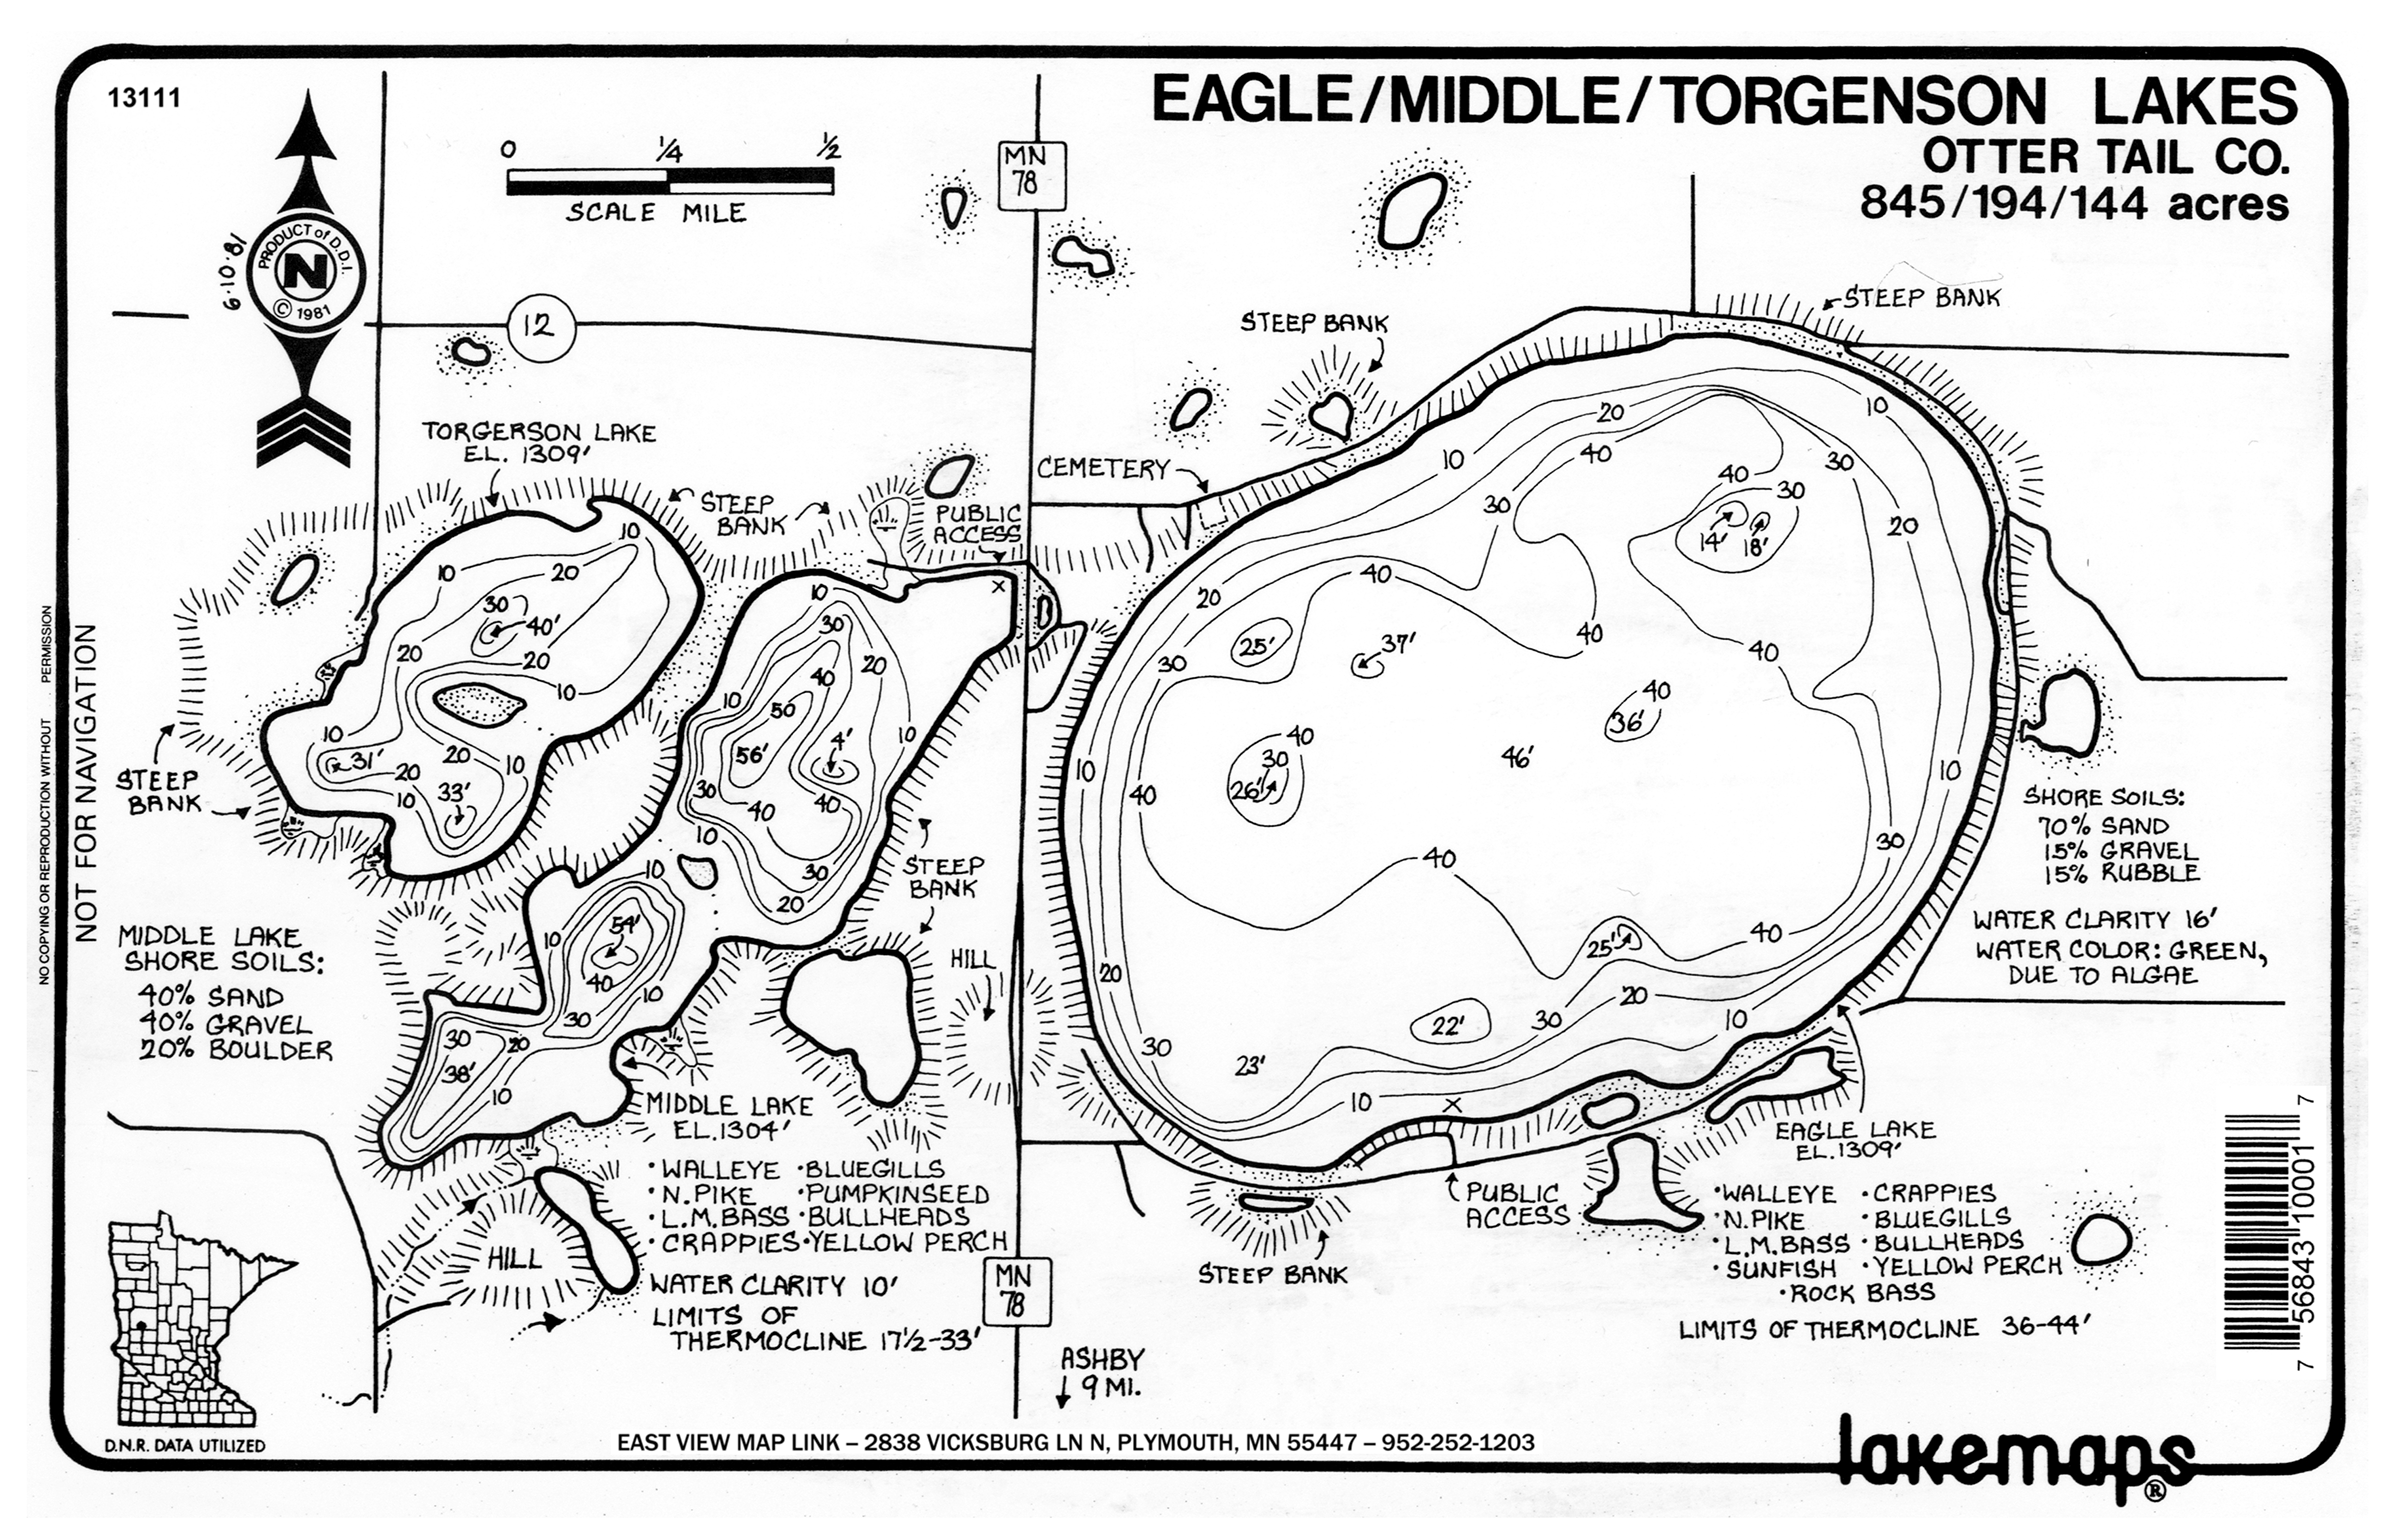 13111
EAGLE/MIDDLE/TORGENSON LAKES
OTTER TAIL CO.
845/194/144 acres
0 1/4 1/2
SCALE MILE
MN
78
6·10·81
PRODUCT of D.D.I.
N
© 1981
12
STEEP BANK
STEEP BANK
CEMETERY
TORGERSON LAKE
EL. 1309'
STEEP
BANK
PUBLIC
ACCESS
x
10
20
10
20
30
40'
20
20
10
10
31'
20
20
10
10
33'
10
30
20
40
10
50
4'
10
56'
30
40
40
10
30
20
10
54'
10
40
10
30
30
20
38'
10
20
10
10
40
30
40
30
30
14'
18'
20
40
20
25'
37'
40
40
30
40
36'
46'
40
30
26'
10
40
10
30
40
40
25'
20
20
22'
30
10
30
23'
10
X
STEEP
BANK
STEEP
BANK
HILL
NOT FOR NAVIGATION
NO COPYING OR REPRODUCTION WITHOUT PERMISSION
MIDDLE LAKE
SHORE SOILS:
40% SAND
40% GRAVEL
20% BOULDER
SHORE SOILS:
70% SAND
15% GRAVEL
15% RUBBLE
WATER CLARITY 16'
WATER COLOR: GREEN,
DUE TO ALGAE
MIDDLE LAKE
EL. 1304'
·WALLEYE ·BLUEGILLS
·N. PIKE ·PUMPKINSEED
·L.M. BASS ·BULLHEADS
·CRAPPIES ·YELLOW PERCH
WATER CLARITY 10'
LIMITS OF
THERMOCLINE 17½-33'
HILL
EAGLE LAKE
EL. 1309'
·WALLEYE ·CRAPPIES
·N. PIKE ·BLUEGILLS
·L.M. BASS ·BULLHEADS
·SUNFISH ·YELLOW PERCH
·ROCK BASS
LIMITS OF THERMOCLINE 36-44'
PUBLIC
ACCESS
STEEP BANK
MN
78
ASHBY
9 MI.
7 56843 10001 7
D.N.R. DATA UTILIZED
EAST VIEW MAP LINK – 2838 VICKSBURG LN N, PLYMOUTH, MN 55447 – 952-252-1203
lakemaps®